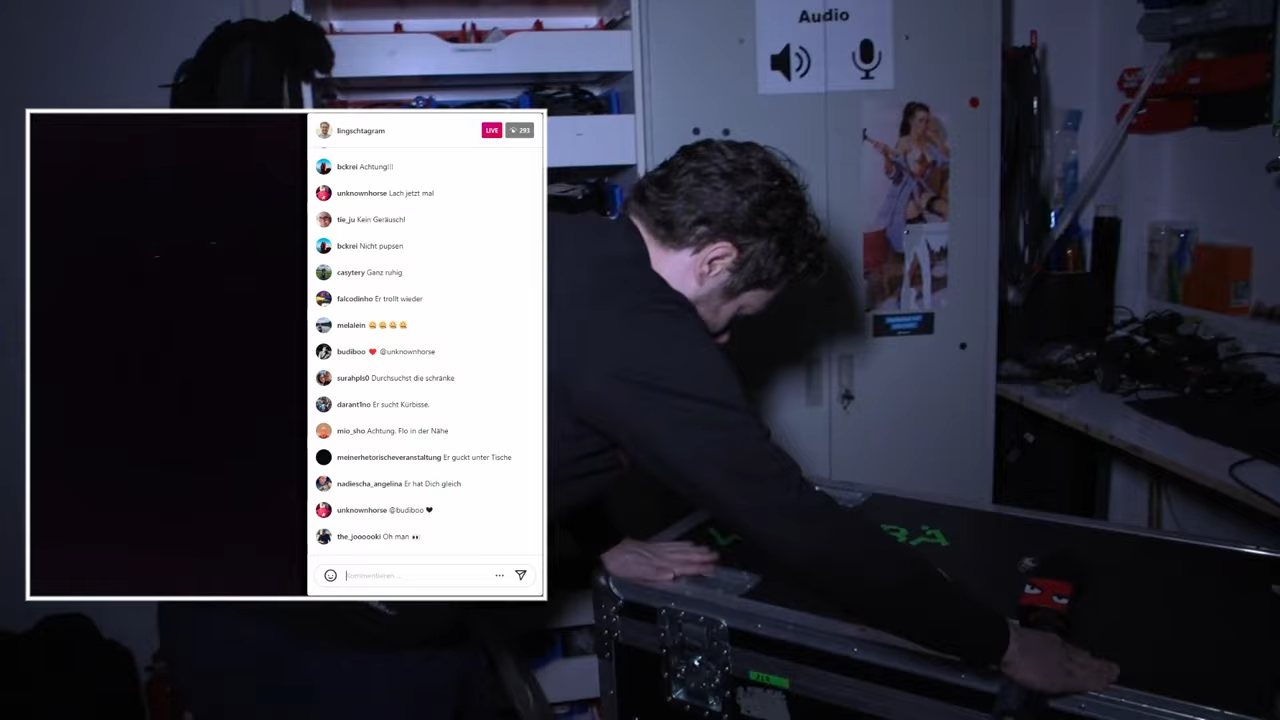 Audio
lingschtagram
LIVE
293
bckrei Achtung!!!
unknownhorse Lach jetzt mal
tie_ju Kein Geräusch!
bckrei Nicht pupsen
casytery Ganz ruhig
falcodinho Er trollt wieder
melalein 😂 😂 😂 😂
budiboo ❤️ @unknownhorse
surahpls0 Durchsuchst die schränke
darant1no Er sucht Kürbisse.
mio_sho Achtung. Flo in der Nähe
meinerhetorischeveranstaltung Er guckt unter Tische
nadiescha_angelina Er hat Dich gleich
unknownhorse @budiboo 🖤
the_joooooki Oh man 👀
Kommentieren ...